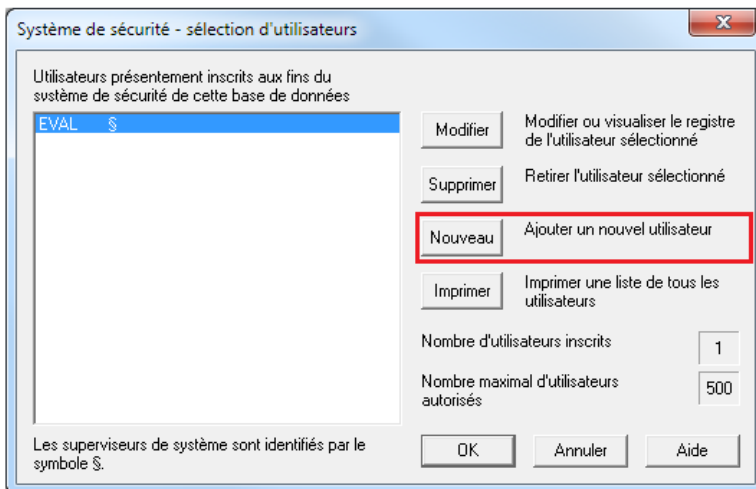 Système de sécurité - sélection d'utilisateurs
Utilisateurs présentement inscrits aux fins du
système de sécurité de cette base de données
EVAL §
Modifier
Modifier ou visualiser le registre
de l'utilisateur sélectionné
Supprimer
Retirer l'utilisateur sélectionné
Nouveau
Ajouter un nouvel utilisateur
Imprimer
Imprimer une liste de tous les
utilisateurs
Nombre d'utilisateurs inscrits
1
Nombre maximal d'utilisateurs
autorisés
500
Les superviseurs de système sont identifiés par le
symbole §.
OK
Annuler
Aide